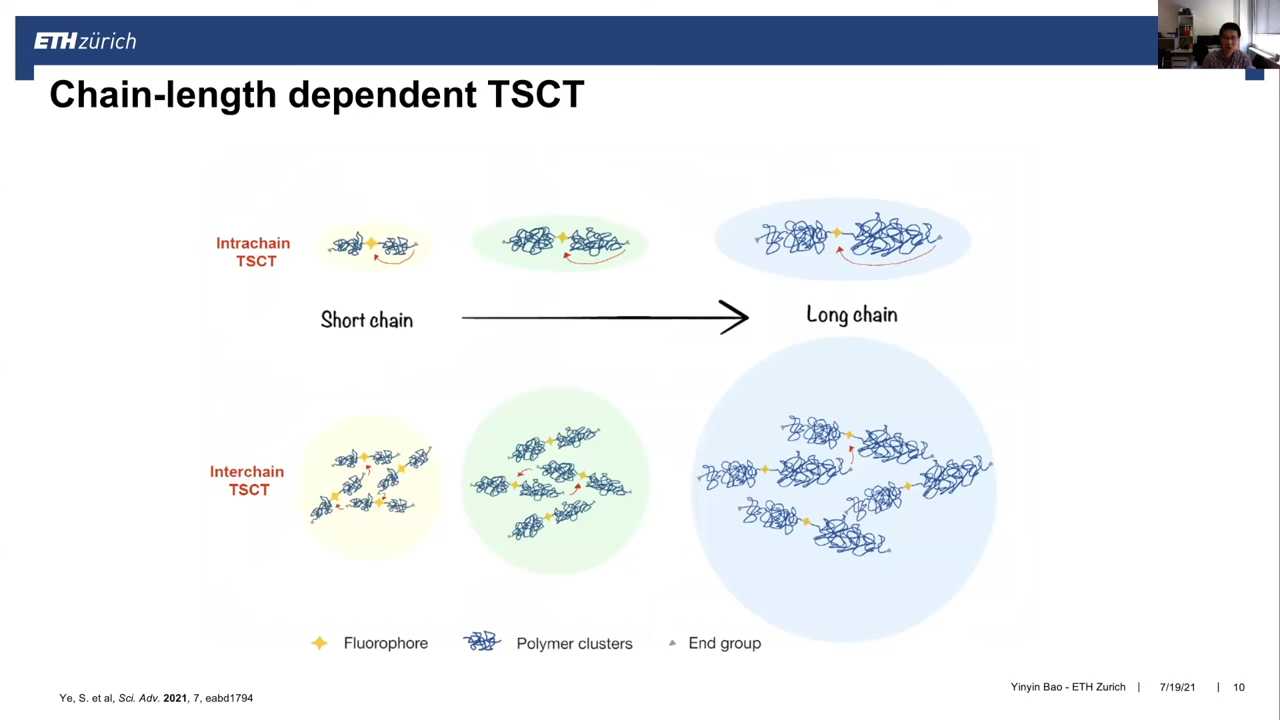 ETH zürich
Chain-length dependent TSCT
Intrachain
TSCT
Short chain
Long chain
Interchain
TSCT
Fluorophore
Polymer clusters
End group
Ye, S. et al, Sci. Adv. 2021, 7, eabd1794
Yinyin Bao - ETH Zurich | 7/19/21 | 10